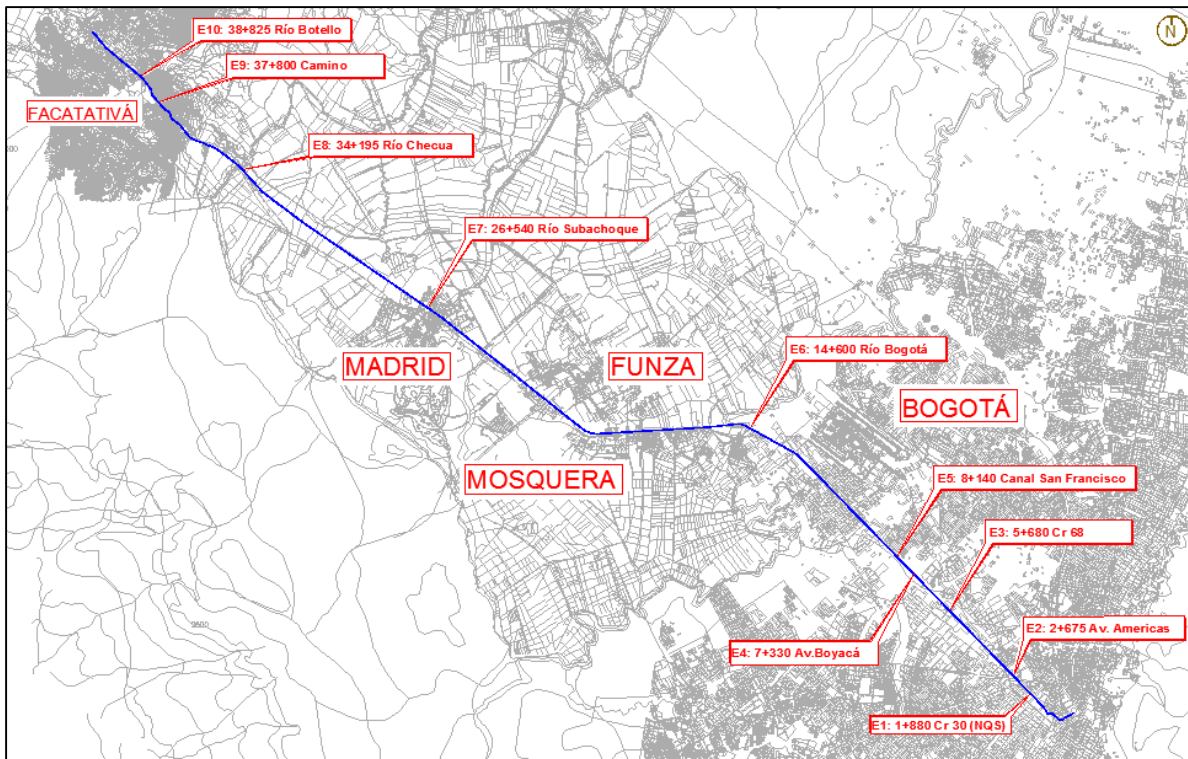 E10: 38+825 Río Botello
N
E9: 37+800 Camino
FACATATIVÁ
E8: 34+195 Río Checua
E7: 26+540 Río Subachoque
E6: 14+600 Río Bogotá
MADRID
FUNZA
BOGOTÁ
MOSQUERA
E5: 8+140 Canal San Francisco
E3: 5+680 Cr 68
2600
E2: 2+675 Av. Americas
E4: 7+330 Av.Boyacá
E1: 1+880 Cr 30 (NQS)